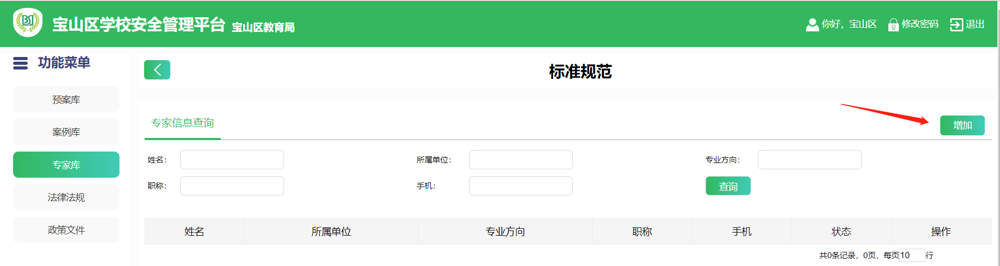 宝山区学校安全管理平台 宝山区教育局
你好，宝山区 修改密码 退出
功能菜单
预案库
案例库
专家库
法律法规
政策文件
标准规范
专家信息查询
增加
姓名： 所属单位： 专业方向：
职称： 手机： 查询
姓名 所属单位 专业方向 职称 手机 状态 操作
共0条记录，0页，每页10行